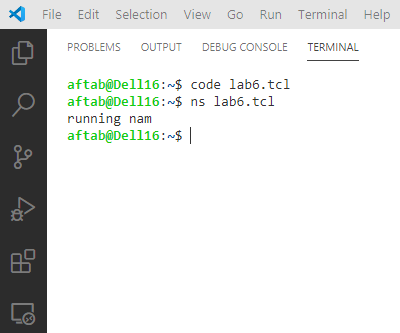 File Edit Selection View Go Run Terminal Help
PROBLEMS OUTPUT DEBUG CONSOLE TERMINAL
aftab@Dell16:~$ code lab6.tcl
aftab@Dell16:~$ ns lab6.tcl
running nam
aftab@Dell16:~$